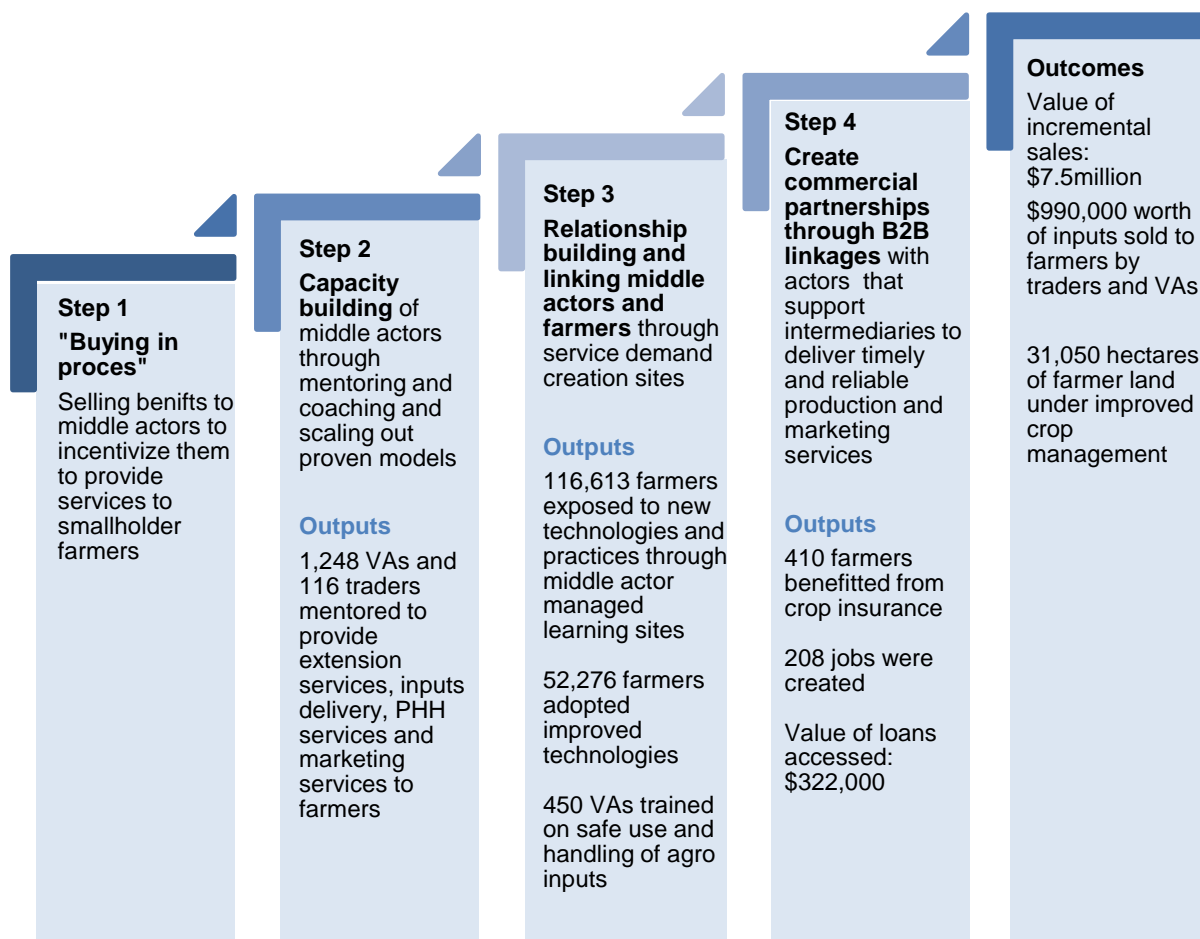 Step 1
"Buying in
proces"
Selling benifts to
middle actors to
incentivize them
to provide
services to
smallholder
farmers
Step 2
Capacity
building of
middle actors
through
mentoring and
coaching and
scaling out
proven models
Outputs
1,248 VAs and
116 traders
mentored to
provide
extension
services, inputs
delivery, PHH
services and
marketing
services to
farmers
Step 3
Relationship
building and
linking middle
actors and
farmers through
service demand
creation sites
Outputs
116,613 farmers
exposed to new
technologies and
practices through
middle actor
managed
learning sites
52,276 farmers
adopted
improved
technologies
450 VAs trained
on safe use and
handling of agro
inputs
Step 4
Create
commercial
partnerships
through B2B
linkages with
actors that
support
intermediaries to
deliver timely
and reliable
production and
marketing
services
Outputs
410 farmers
benefitted from
crop insurance
208 jobs were
created
Value of loans
accessed:
$322,000
Outcomes
Value of
incremental
sales:
$7.5million
$990,000 worth
of inputs sold to
farmers by
traders and VAs
31,050 hectares
of farmer land
under improved
crop
management